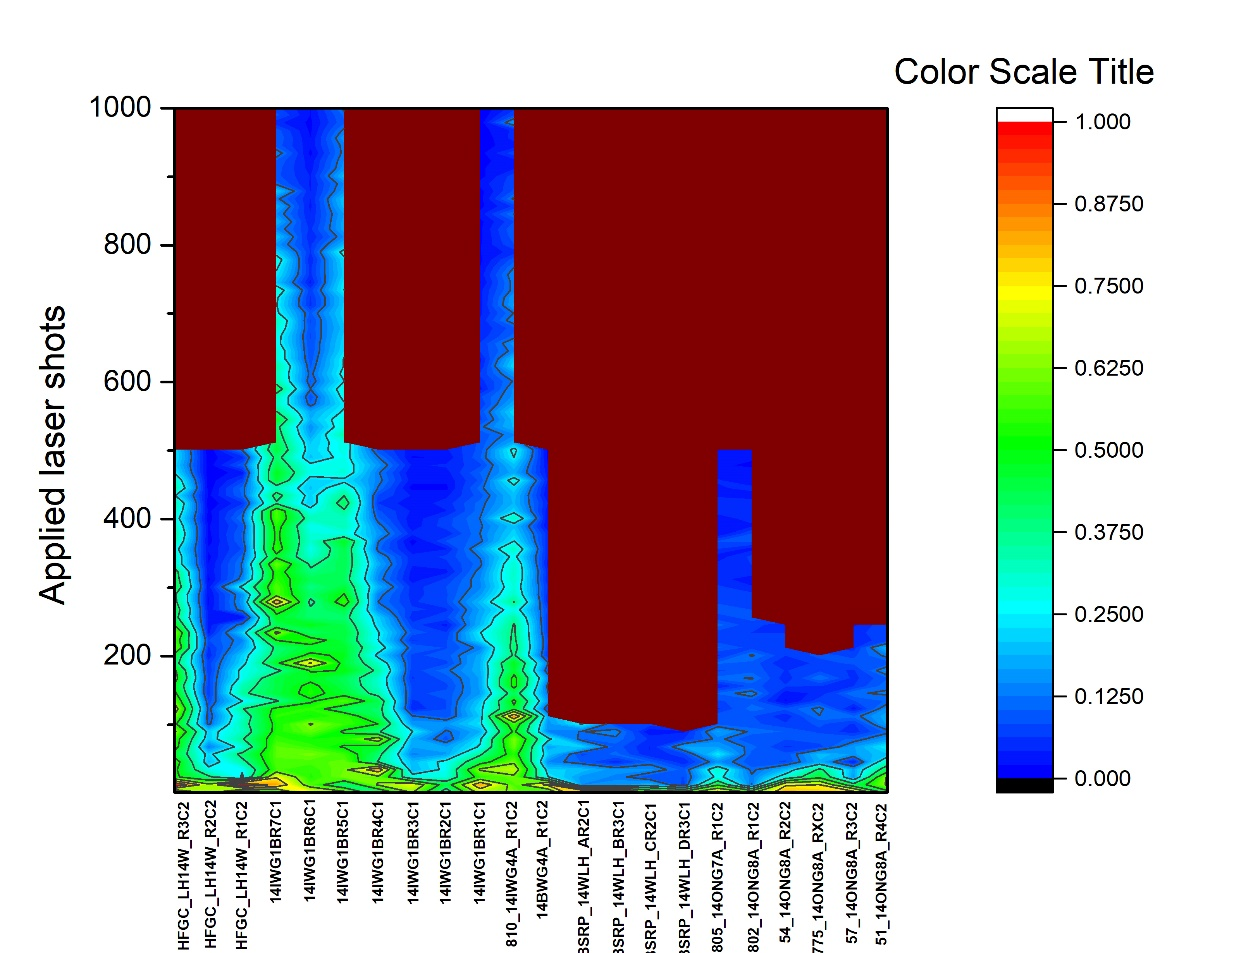 Color Scale Title
1000
800
600
400
200
Applied laser shots
1.000
0.8750
0.7500
0.6250
0.5000
0.3750
0.2500
0.1250
0.000
HFGC_LH14W_R3C2
HFGC_LH14W_R2C2
HFGC_LH14W_R1C2
14IWG1BR7C1
14IWG1BR6C1
14IWG1BR5C1
14IWG1BR4C1
14IWG1BR3C1
14IWG1BR2C1
14IWG1BR1C1
810_14IWG4A_R1C2
14BWG4A_R1C2
3SRP_14WLH_AR2C1
3SRP_14WLH_BR3C1
3SRP_14WLH_CR2C1
3SRP_14WLH_DR3C1
805_14ONG7A_R1C2
802_14ONG8A_R1C2
54_14ONG8A_R2C2
775_14ONG8A_RXC2
57_14ONG8A_R3C2
51_14ONG8A_R4C2